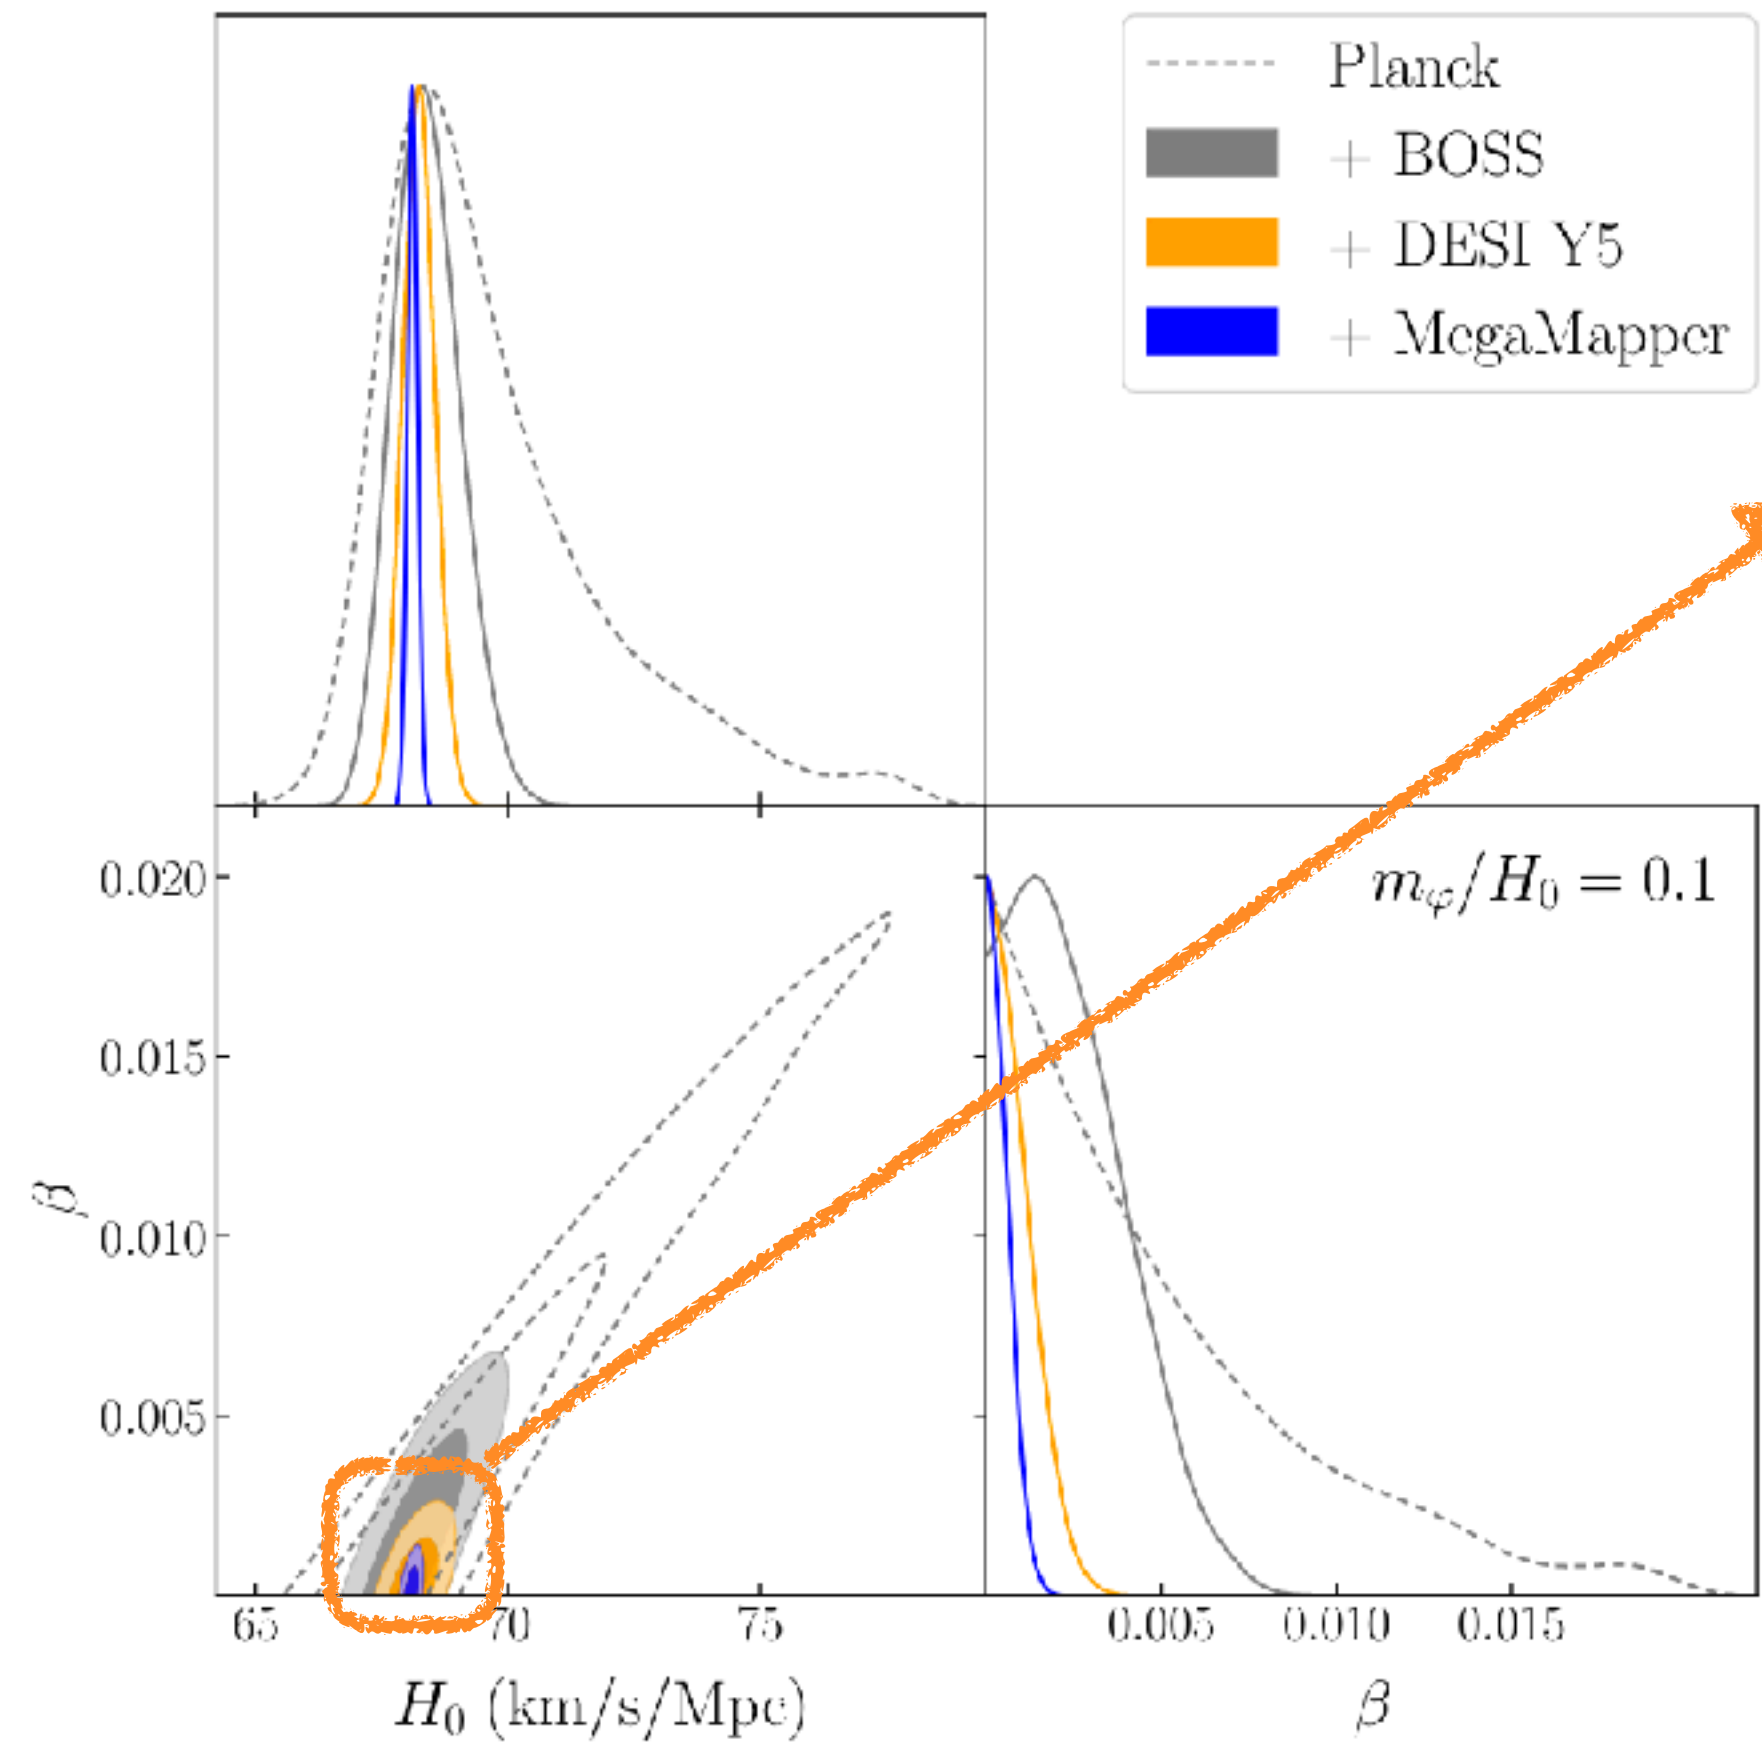 Planck
+ BOSS
+ DESI Y5
+ MegaMapper
0.020
0.015
0.010
0.005
β
m_φ/H_0 = 0.1
65
70
75
0.005
0.010
0.015
H_0 (km/s/Mpc)
β